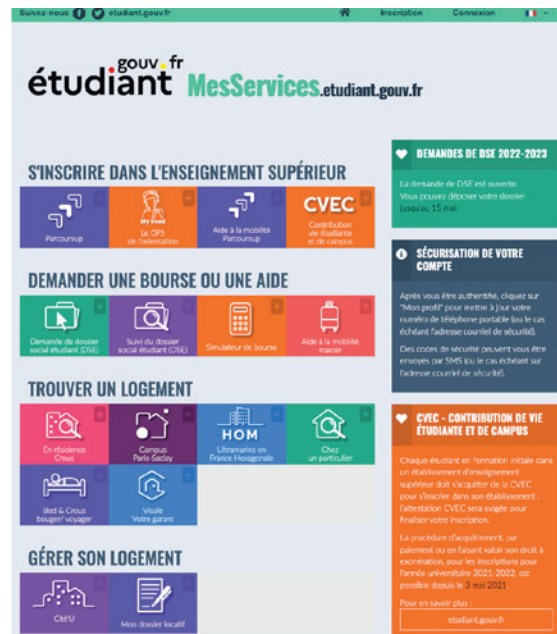 Suivez-nous etudiant.gouv.fr Inscription Connexion
gouv.fr
étudiant MesServices.etudiant.gouv.fr
S'INSCRIRE DANS L'ENSEIGNEMENT SUPÉRIEUR
Parcoursup
Le GPS
de l'orientation
Aide à la mobilité
Parcoursup
CVEC
Contribution
vie étudiante
et de campus
DEMANDER UNE BOURSE OU UNE AIDE
Demande de dossier
social étudiant (DSE)
Suivi du dossier
social étudiant (DSE)
Simulateur de bourse
Aide à la mobilité
master
TROUVER UN LOGEMENT
En résidence
Crous
Campus
Paris-Saclay
HOM
Ultramarins en
France Hexagonale
Chez
un particulier
Bed & Crous
bouger/ voyager
Visale
Votre garant
GÉRER SON LOGEMENT
Cité'U
Mon dossier locatif
DEMANDES DE DSE 2022-2023
La demande de DSE est ouverte.
Vous pouvez déposer votre dossier
jusqu'au 15 mai.
SÉCURISATION DE VOTRE
COMPTE
Après vous être authentifié, cliquez sur
"Mon profil" pour mettre à jour votre
numéro de téléphone portable (ou le cas
échéant l'adresse courriel de sécurité).
Des codes de sécurité peuvent vous être
envoyés par SMS (ou le cas échéant sur
l'adresse courriel de sécurité).
CVEC - CONTRIBUTION DE VIE
ÉTUDIANTE ET DE CAMPUS
Chaque étudiant en formation initiale dans
un établissement d'enseignement
supérieur doit s'acquitter de la CVEC
pour s'inscrire dans son établissement :
l'attestation CVEC sera exigée pour
finaliser votre inscription.
La procédure d'acquittement, par
paiement ou en faisant valoir son droit à
exonération, pour les inscriptions pour
l'année universitaire 2021-2022, est
possible depuis le 3 mai 2021
Pour en savoir plus :
etudiant.gouv.fr